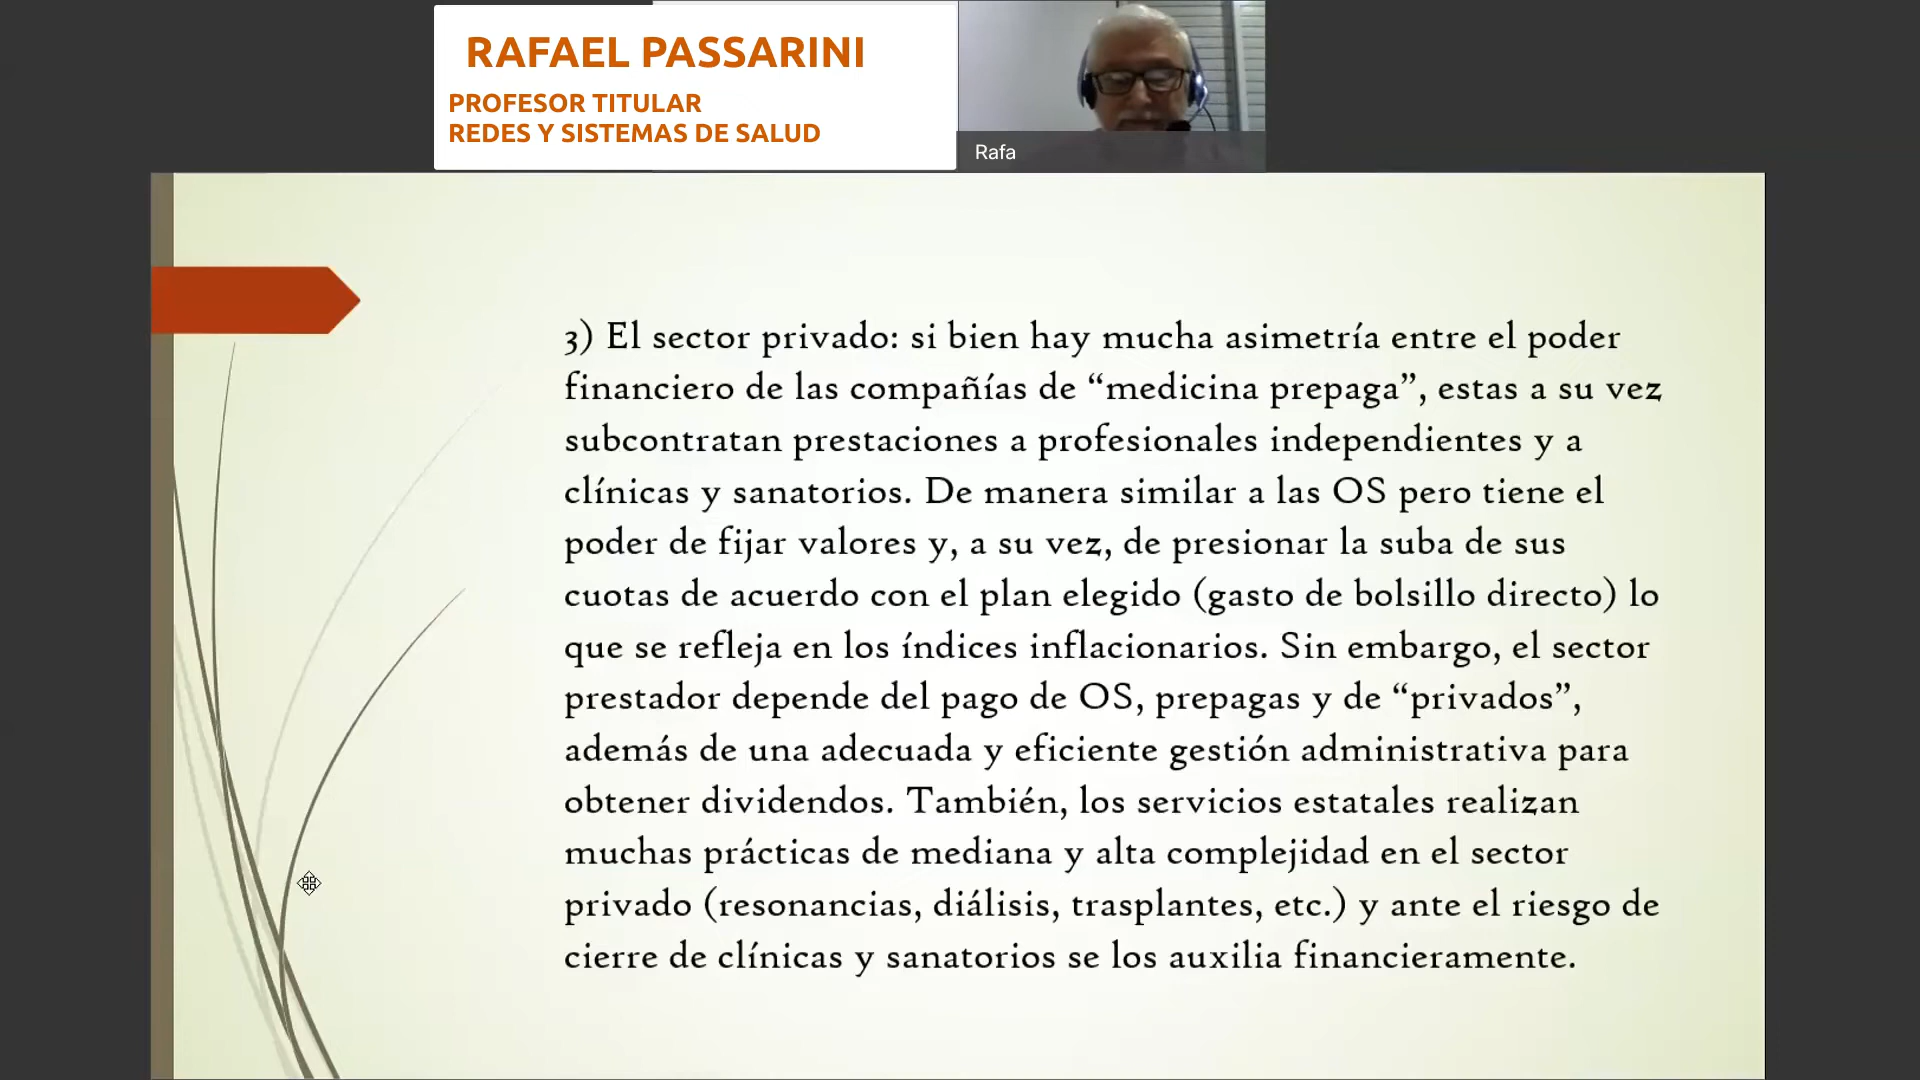 RAFAEL PASSARINI
PROFESOR TITULAR
REDES Y SISTEMAS DE SALUD
Rafa
3) El sector privado: si bien hay mucha asimetría entre el poder
financiero de las compañías de “medicina prepaga”, estas a su vez
subcontratan prestaciones a profesionales independientes y a
clínicas y sanatorios. De manera similar a las OS pero tiene el
poder de fijar valores y, a su vez, de presionar la suba de sus
cuotas de acuerdo con el plan elegido (gasto de bolsillo directo) lo
que se refleja en los índices inflacionarios. Sin embargo, el sector
prestador depende del pago de OS, prepagas y de “privados”,
además de una adecuada y eficiente gestión administrativa para
obtener dividendos. También, los servicios estatales realizan
muchas prácticas de mediana y alta complejidad en el sector
privado (resonancias, diálisis, trasplantes, etc.) y ante el riesgo de
cierre de clínicas y sanatorios se los auxilia financieramente.